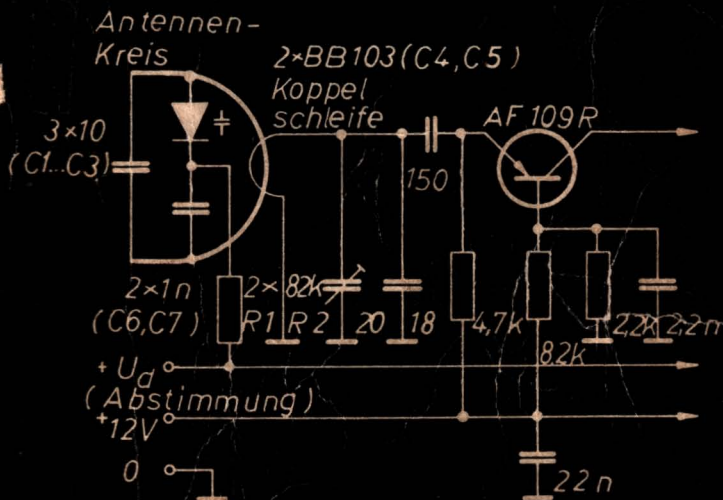 Antennen-
Kreis
2×BB103(C4,C5)
Koppel
schleife
3×10
(C1...C3)
AF 109R
150
2×1n
(C6,C7)
2×82k
R1 R2
20
18
4,7k
8,2k
2,2k
2,2n
+ Ud
(Abstimmung)
+12V
0
22n